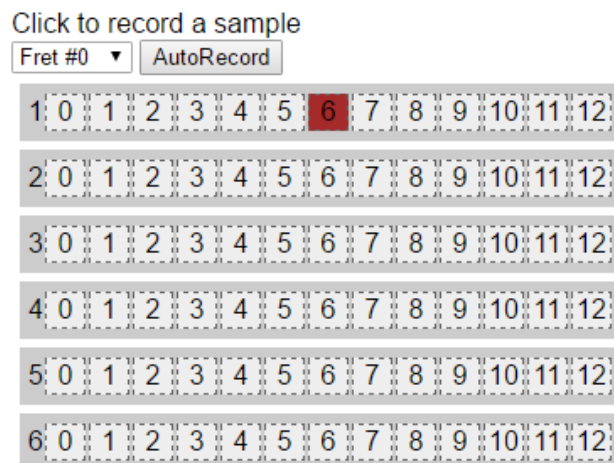 Click to record a sample
Fret #0 ▼ AutoRecord
1 0 1 2 3 4 5 6 7 8 9 10 11 12
2 0 1 2 3 4 5 6 7 8 9 10 11 12
3 0 1 2 3 4 5 6 7 8 9 10 11 12
4 0 1 2 3 4 5 6 7 8 9 10 11 12
5 0 1 2 3 4 5 6 7 8 9 10 11 12
6 0 1 2 3 4 5 6 7 8 9 10 11 12